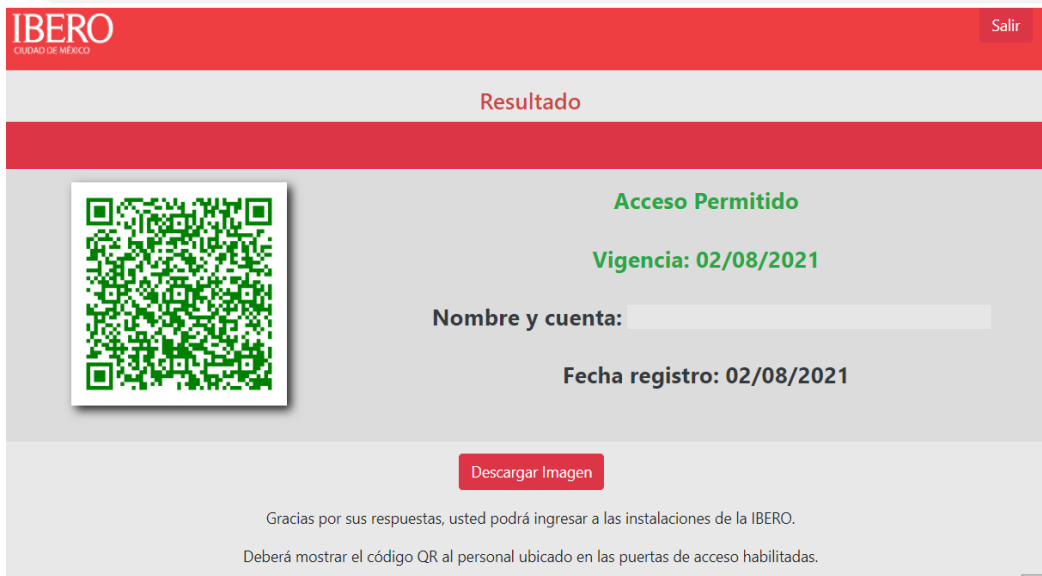 IBERO
CIUDAD DE MÉXICO
Salir
Resultado
Acceso Permitido
Vigencia: 02/08/2021
Nombre y cuenta:
Fecha registro: 02/08/2021
Descargar Imagen
Gracias por sus respuestas, usted podrá ingresar a las instalaciones de la IBERO.
Deberá mostrar el código QR al personal ubicado en las puertas de acceso habilitadas.